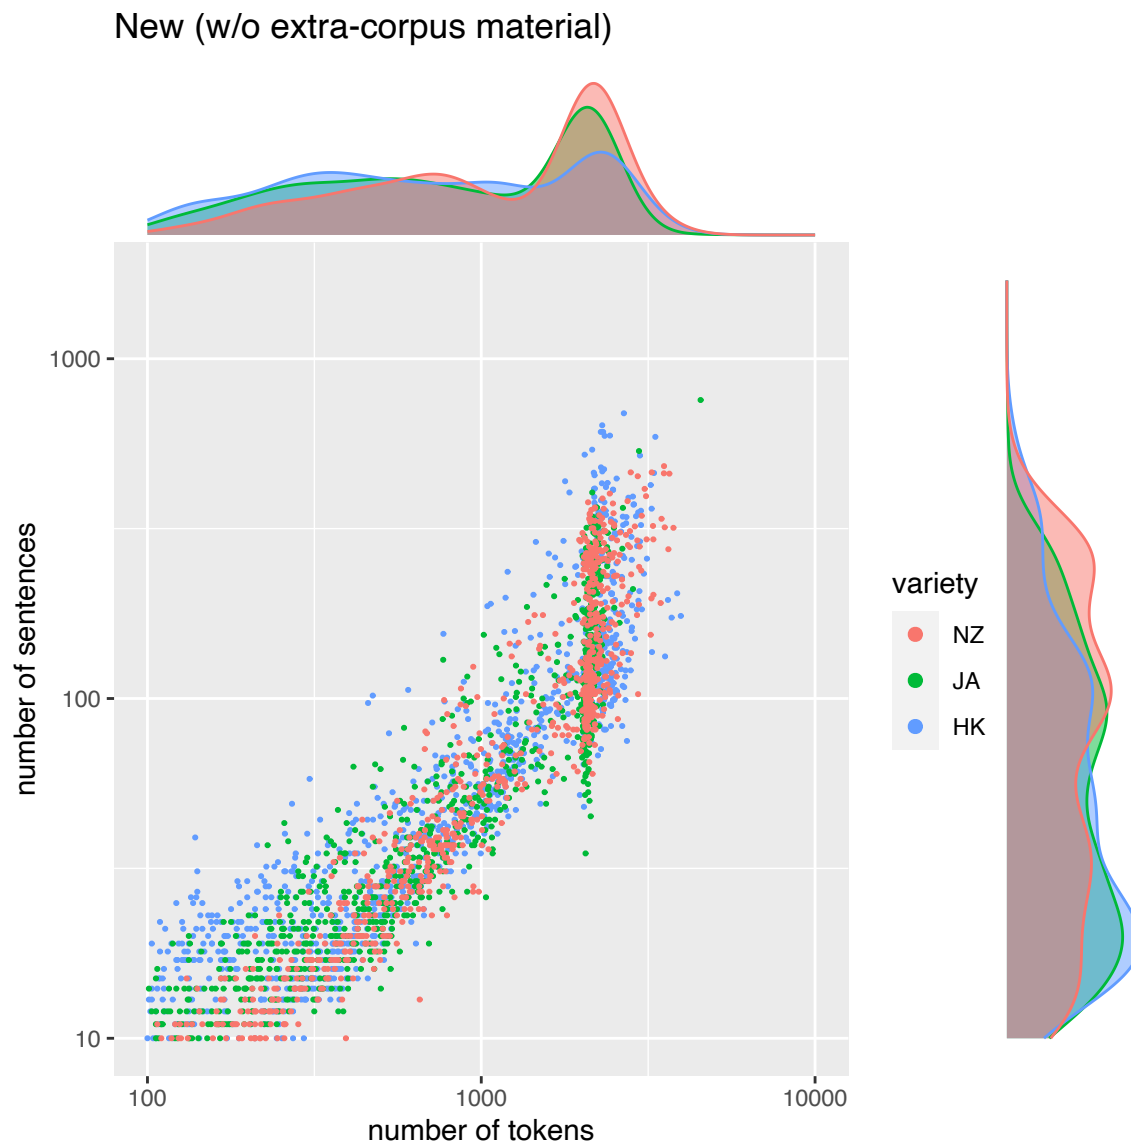 New (w/o extra-corpus material)
1000
100
10
number of sentences
100
1000
10000
number of tokens
variety
NZ
JA
HK